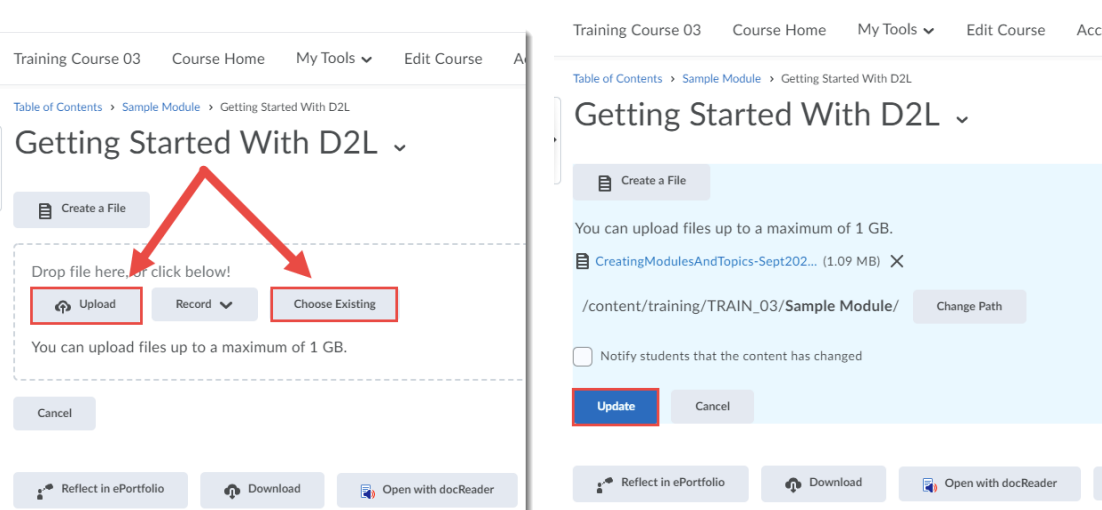 Training Course 03 Course Home My Tools Edit Course
Table of Contents › Sample Module › Getting Started With D2L
Getting Started With D2L
Create a File
Drop file here, or click below!
Upload Record Choose Existing
You can upload files up to a maximum of 1 GB.
Cancel
Reflect in ePortfolio Download Open with docReader
Training Course 03 Course Home My Tools Edit Course Acc
Table of Contents › Sample Module › Getting Started With D2L
Getting Started With D2L
Create a File
You can upload files up to a maximum of 1 GB.
CreatingModulesAndTopics-Sept202... (1.09 MB)
/content/training/TRAIN_03/Sample Module/ Change Path
Notify students that the content has changed
Update Cancel
Reflect in ePortfolio Download Open with docReader